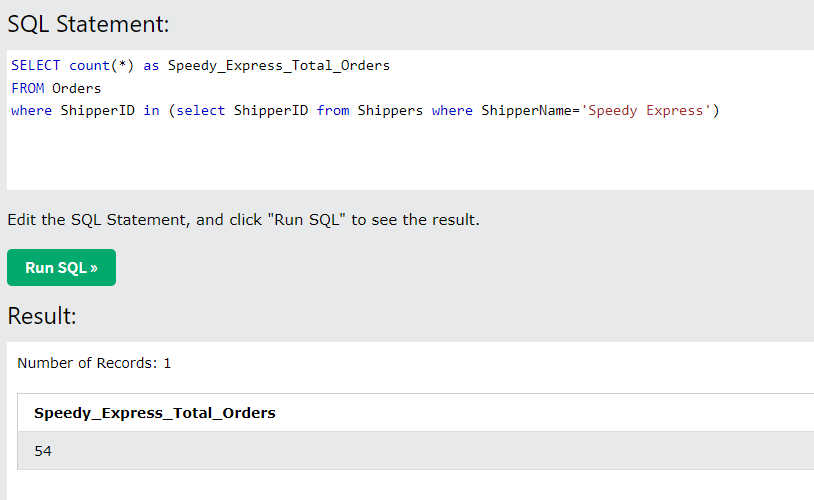 SQL Statement:
SELECT count(*) as Speedy_Express_Total_Orders
FROM Orders
where ShipperID in (select ShipperID from Shippers where ShipperName='Speedy Express')
Edit the SQL Statement, and click "Run SQL" to see the result.
Run SQL »
Result:
Number of Records: 1
Speedy_Express_Total_Orders
54